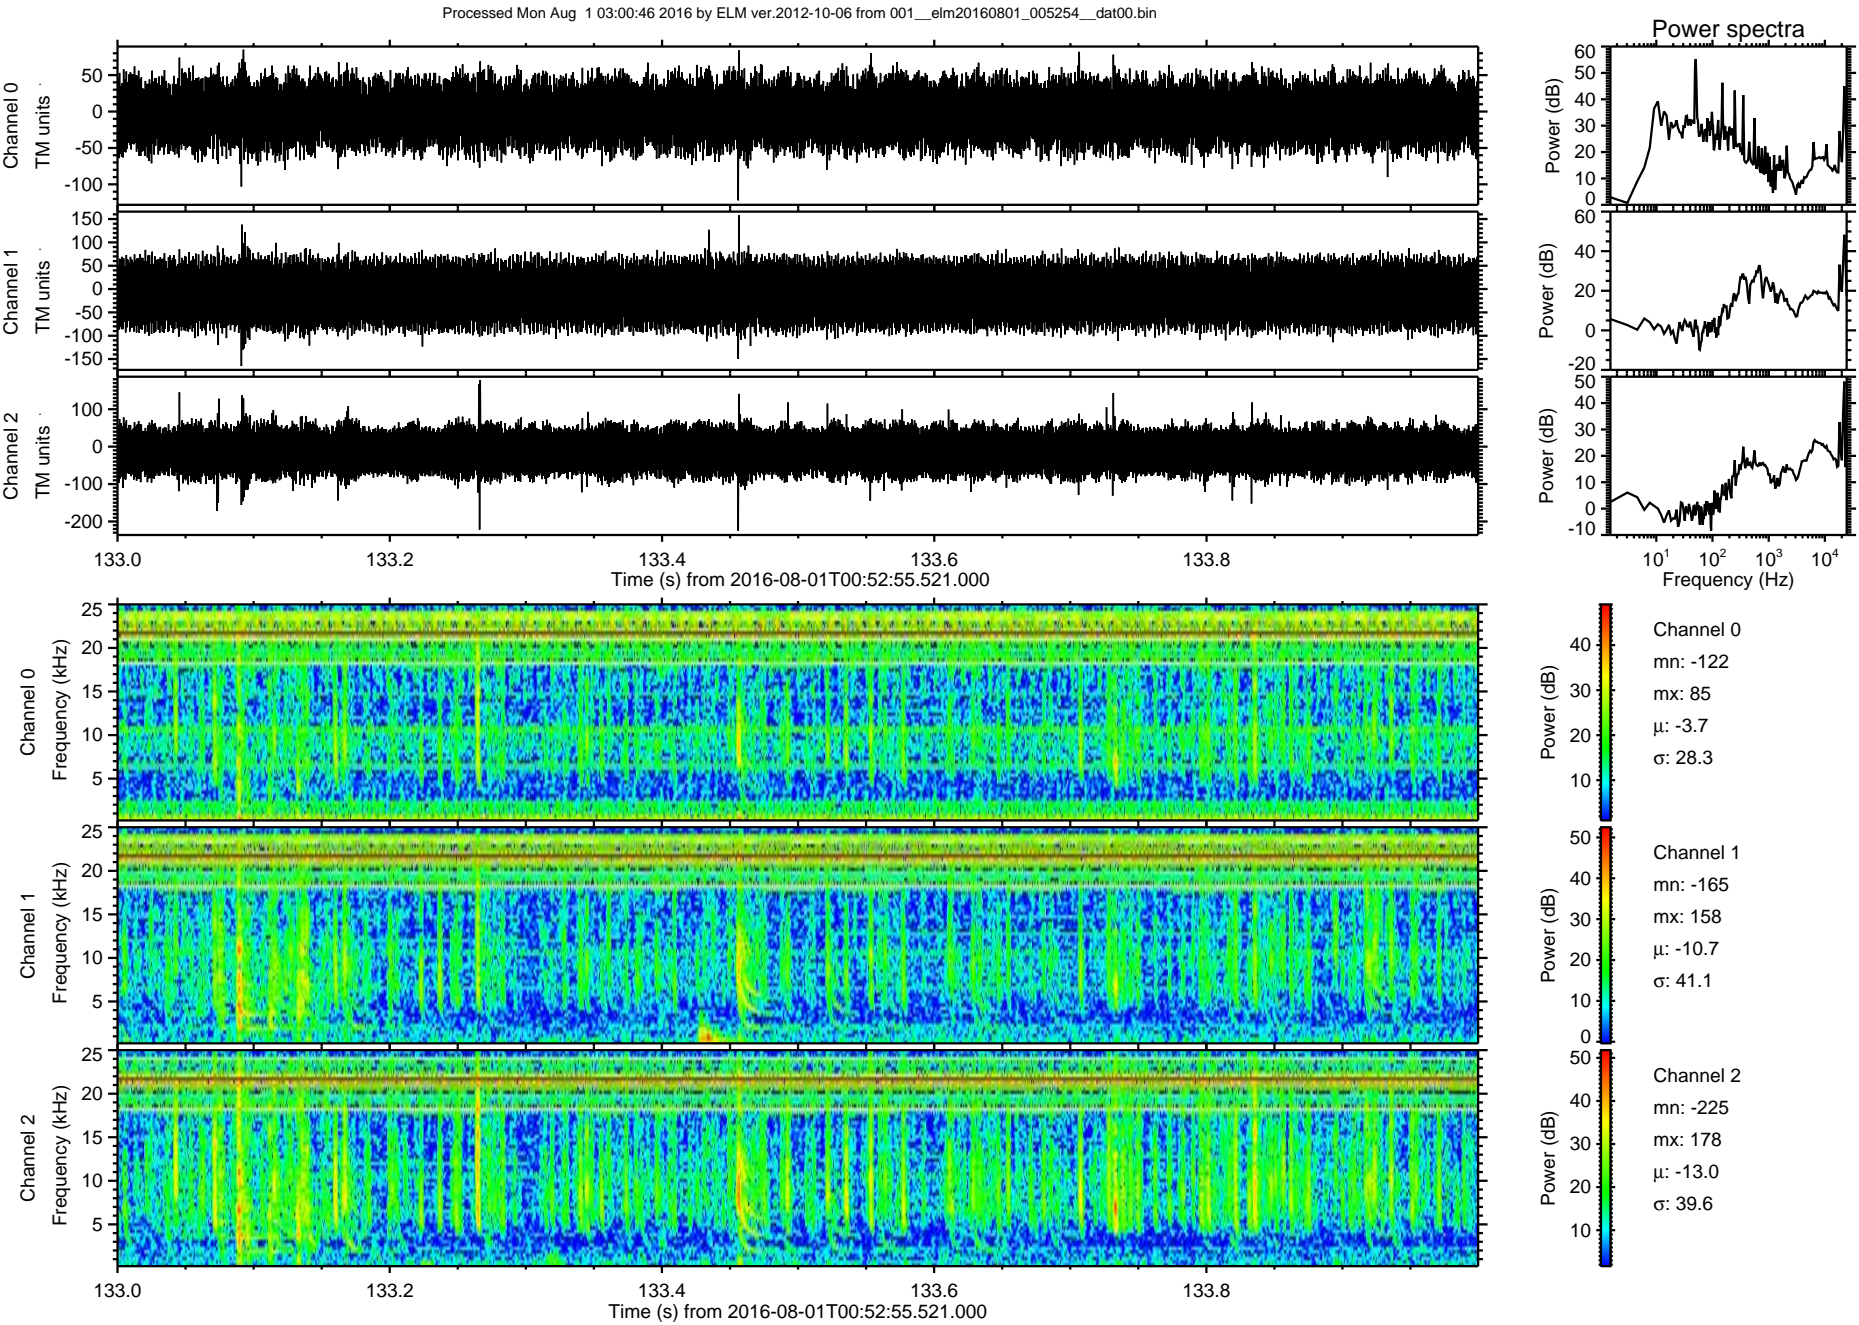 Processed Mon Aug  1 03:00:46 2016 by ELM ver.2012-10-06 from 001__elm20160801_005254__dat00.bin
Power spectra
Channel 0
TM units
50
0
-50
-100
Power (dB)
60
50
40
30
20
10
0
Channel 1
TM units
150
100
50
0
-50
-100
-150
Power (dB)
60
40
20
0
-20
Channel 2
TM units
100
0
-100
-200
Power (dB)
50
40
30
20
10
0
-10
133.0 133.2 133.4 133.6 133.8
Time (s) from 2016-08-01T00:52:55.521.000
10¹ 10² 10³ 10⁴
Frequency (Hz)
Channel 0
Frequency (kHz)
25
20
15
10
5
Power (dB)
40
30
20
10
Channel 0
mn: -122
mx: 85
μ: -3.7
σ: 28.3
Channel 1
Frequency (kHz)
25
20
15
10
5
Power (dB)
50
40
30
20
10
0
Channel 1
mn: -165
mx: 158
μ: -10.7
σ: 41.1
Channel 2
Frequency (kHz)
25
20
15
10
5
Power (dB)
50
40
30
20
10
Channel 2
mn: -225
mx: 178
μ: -13.0
σ: 39.6
133.0 133.2 133.4 133.6 133.8
Time (s) from 2016-08-01T00:52:55.521.000